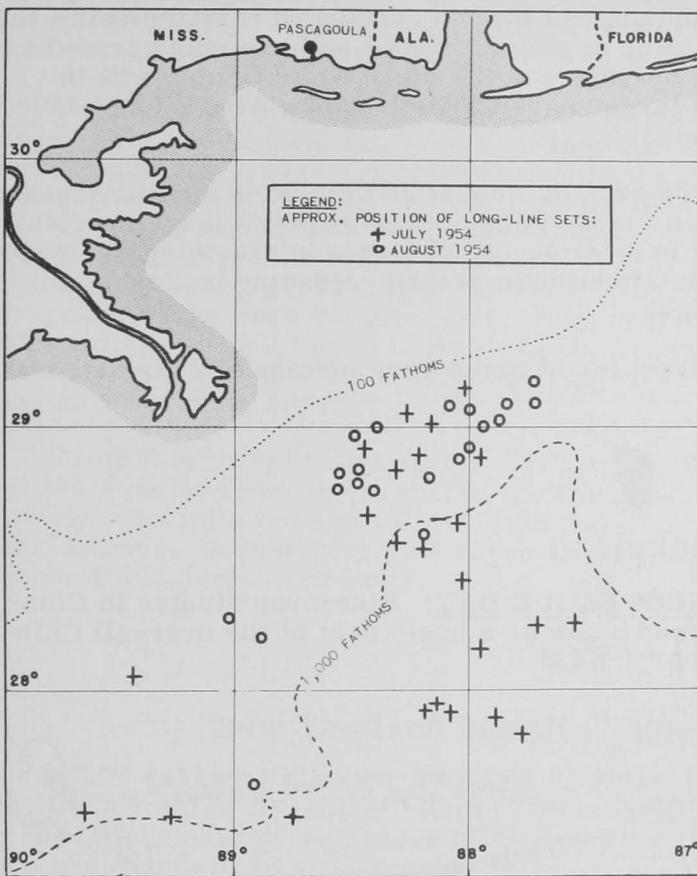 MISS.
PASCAGOULA
ALA.
FLORIDA
30°
LEGEND:
APPROX. POSITION OF LONG-LINE SETS:
+ JULY 1954
o AUGUST 1954
100 FATHOMS
29°
1,000 FATHOMS
28°
90°
89°
88°
87°